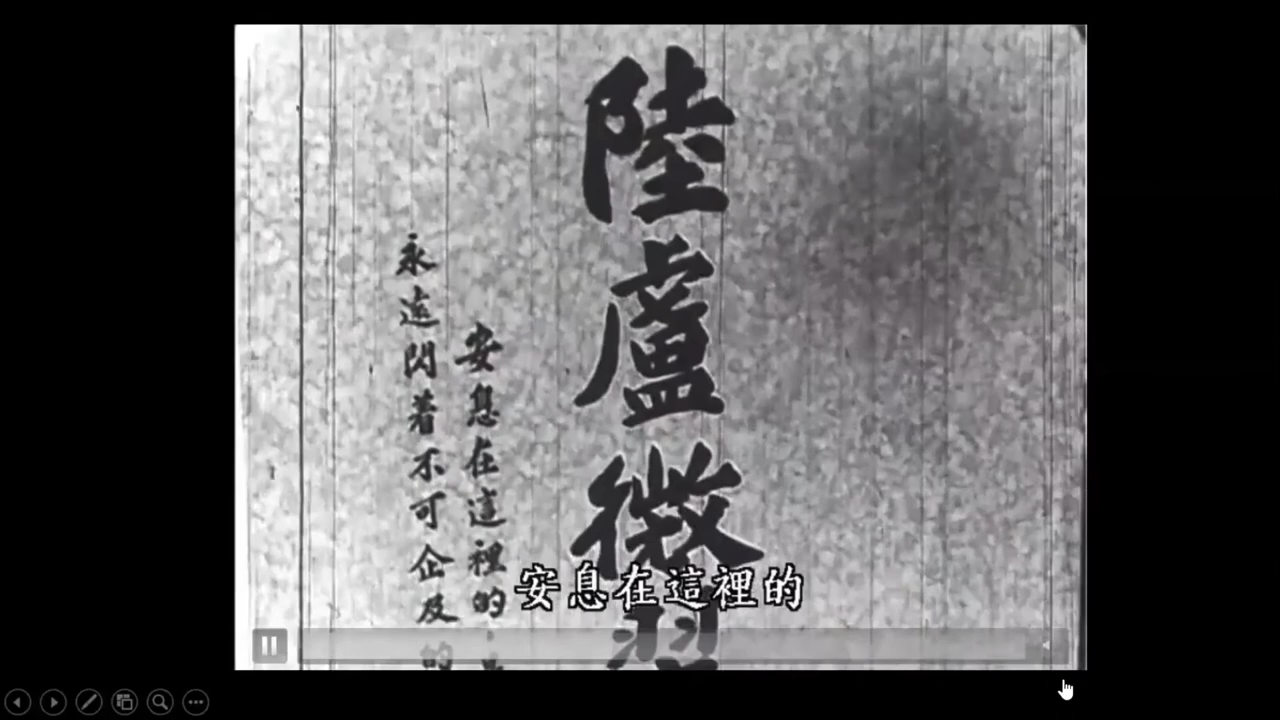 陸盧徵
安息在這裡的
永遠閃着不可企及的
安息在這裡的